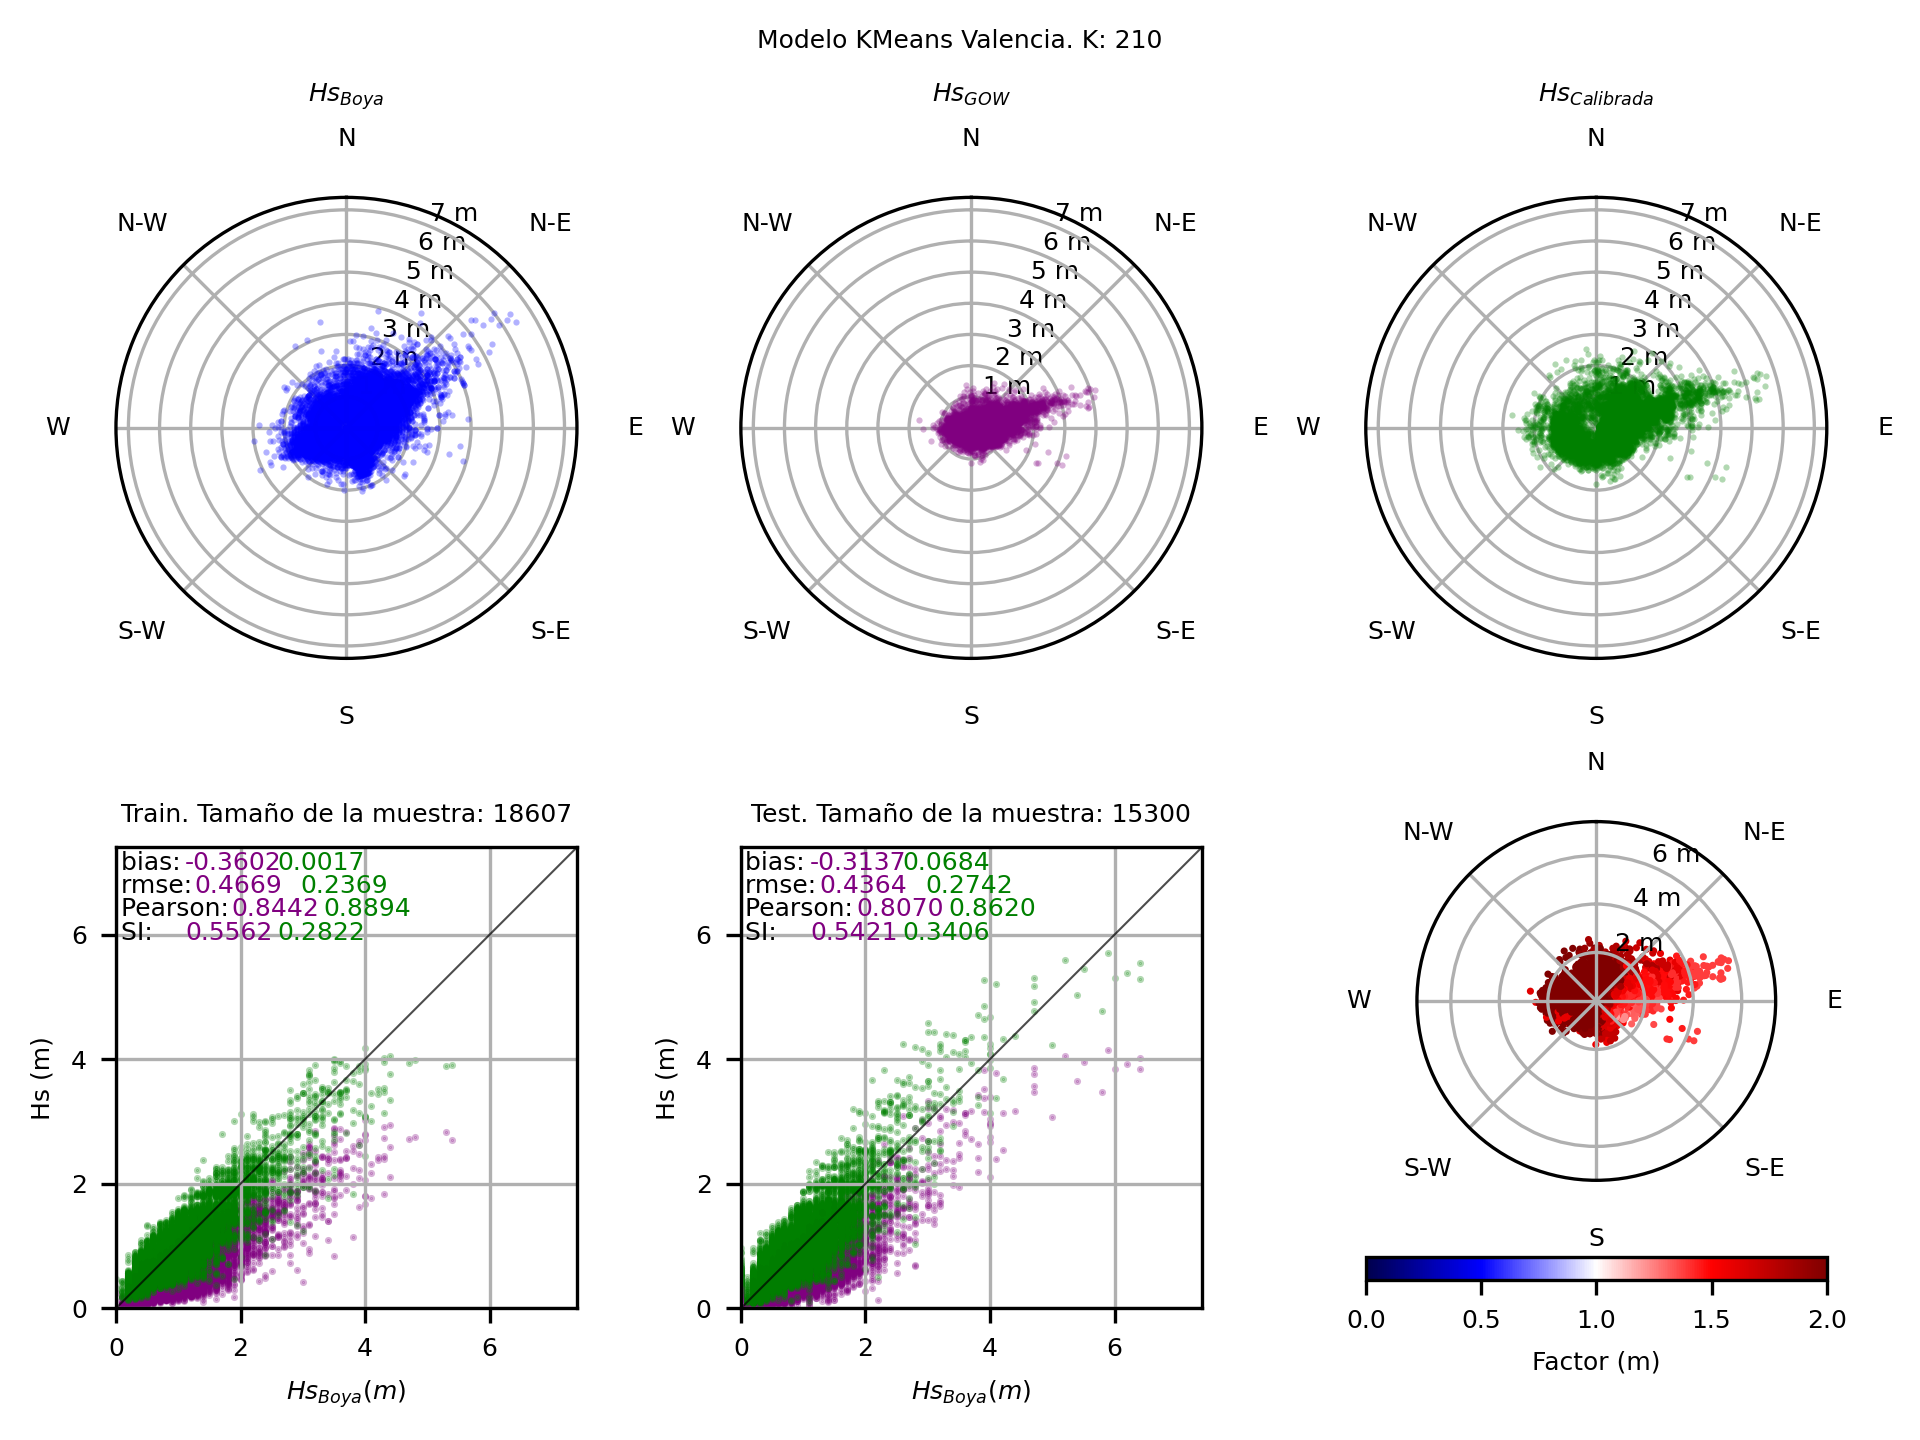 Modelo KMeans Valencia. K: 210
Hs_Boya
N
N-W
N-E
7 m
6 m
5 m
4 m
3 m
2 m
W
E
S-W
S-E
S
Hs_GOW
N
N-W
N-E
7 m
6 m
5 m
4 m
3 m
2 m
1 m
W
E
S-W
S-E
S
Hs_Calibrada
N
N-W
N-E
7 m
6 m
5 m
4 m
3 m
2 m
W
E
S-W
S-E
S
Train. Tamaño de la muestra: 18607
bias: -0.3602 0.0017
rmse: 0.4669 0.2369
Pearson: 0.8442 0.8894
SI: 0.5562 0.2822
Hs (m)
6
4
2
0
0 2 4 6
Hs_Boya(m)
Test. Tamaño de la muestra: 15300
bias: -0.3137 0.0684
rmse: 0.4364 0.2742
Pearson: 0.8070 0.8620
SI: 0.5421 0.3406
Hs (m)
6
4
2
0
0 2 4 6
Hs_Boya(m)
N
N-W
N-E
6 m
4 m
2 m
W
E
S-W
S-E
S
0.0 0.5 1.0 1.5 2.0
Factor (m)